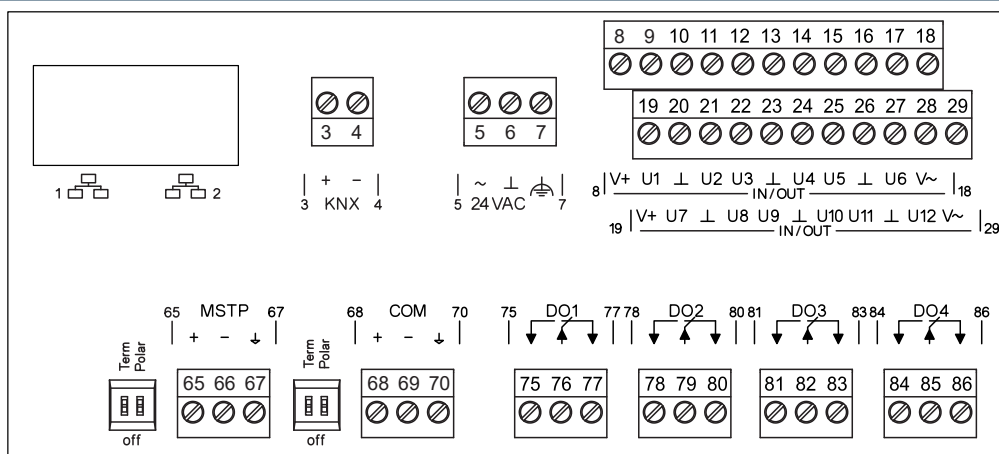 8 9 10 11 12 13 14 15 16 17 18
19 20 21 22 23 24 25 26 27 28 29
3 4
5 6 7
1 2
+ −
3 KNX 4
~ ⊥ ⏚
5 24 VAC 7
8 V+ U1 ⊥ U2 U3 ⊥ U4 U5 ⊥ U6 V~ 18
IN/OUT
19 V+ U7 ⊥ U8 U9 ⊥ U10 U11 ⊥ U12 V~ 29
IN/OUT
65 MSTP 67
+ −
68 COM 70
+ −
75 DO1 77
78 DO2 80
81 DO3 83
84 DO4 86
Term
Polar
off
65 66 67
Term
Polar
off
68 69 70
75 76 77
78 79 80
81 82 83
84 85 86